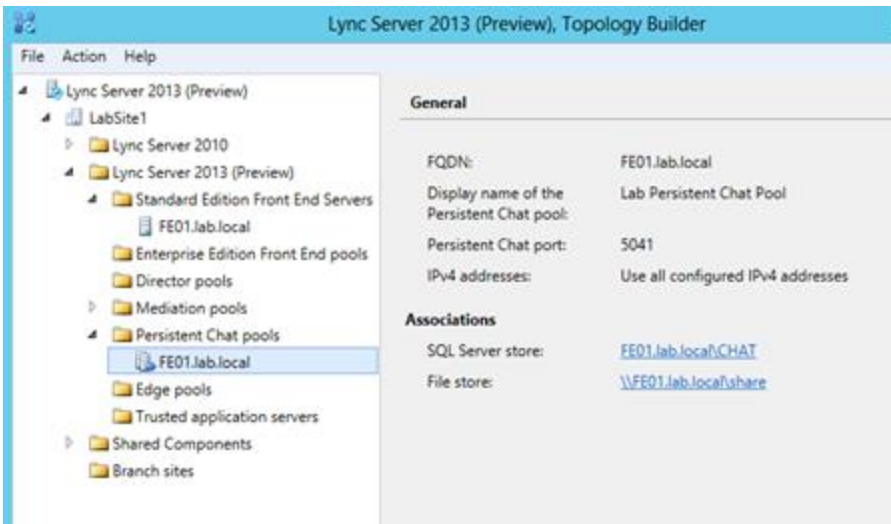 Lync Server 2013 (Preview), Topology Builder
File Action Help
Lync Server 2013 (Preview)
LabSite1
Lync Server 2010
Lync Server 2013 (Preview)
Standard Edition Front End Servers
FE01.lab.local
Enterprise Edition Front End pools
Director pools
Mediation pools
Persistent Chat pools
FE01.lab.local
Edge pools
Trusted application servers
Shared Components
Branch sites
General
FQDN: FE01.lab.local
Display name of the Lab Persistent Chat Pool
Persistent Chat pool:
Persistent Chat port: 5041
IPv4 addresses: Use all configured IPv4 addresses
Associations
SQL Server store: FE01.lab.local\CHAT
File store: \\FE01.lab.local\share